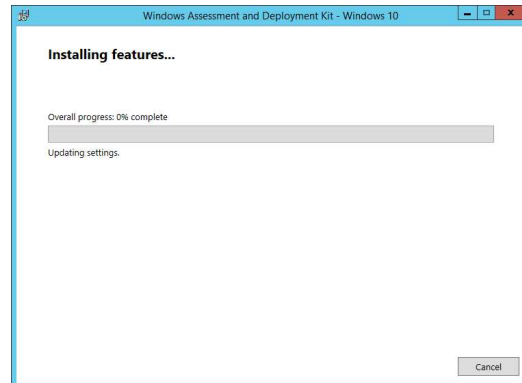 Windows Assessment and Deployment Kit - Windows 10
Installing features...
Overall progress: 0% complete
Updating settings.
Cancel